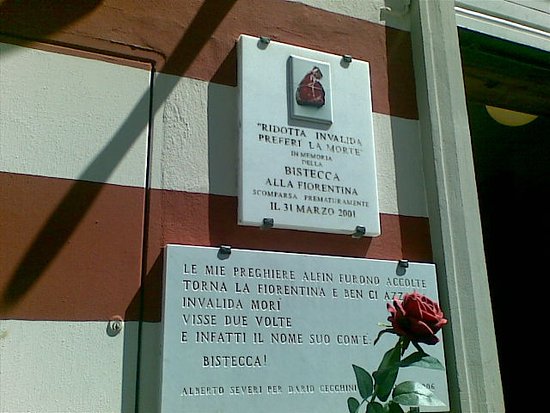 "RIDOTTA INVALIDA
PREFERÌ LA MORTE"
IN MEMORIA
DELLA
BISTECCA
ALLA FIORENTINA
SCOMPARSA PREMATURAMENTE
IL 31 MARZO 2001
LE MIE PREGHIERE ALFIN FURONO ACCOLTE
TORNA LA FIORENTINA E BEN CI
INVALIDA MORÌ
VISSE DUE VOLTE
E INFATTI IL NOME SUO COM'È:
BISTECCA!
ALBERTO SEVERI PER DARIO CECCHINI